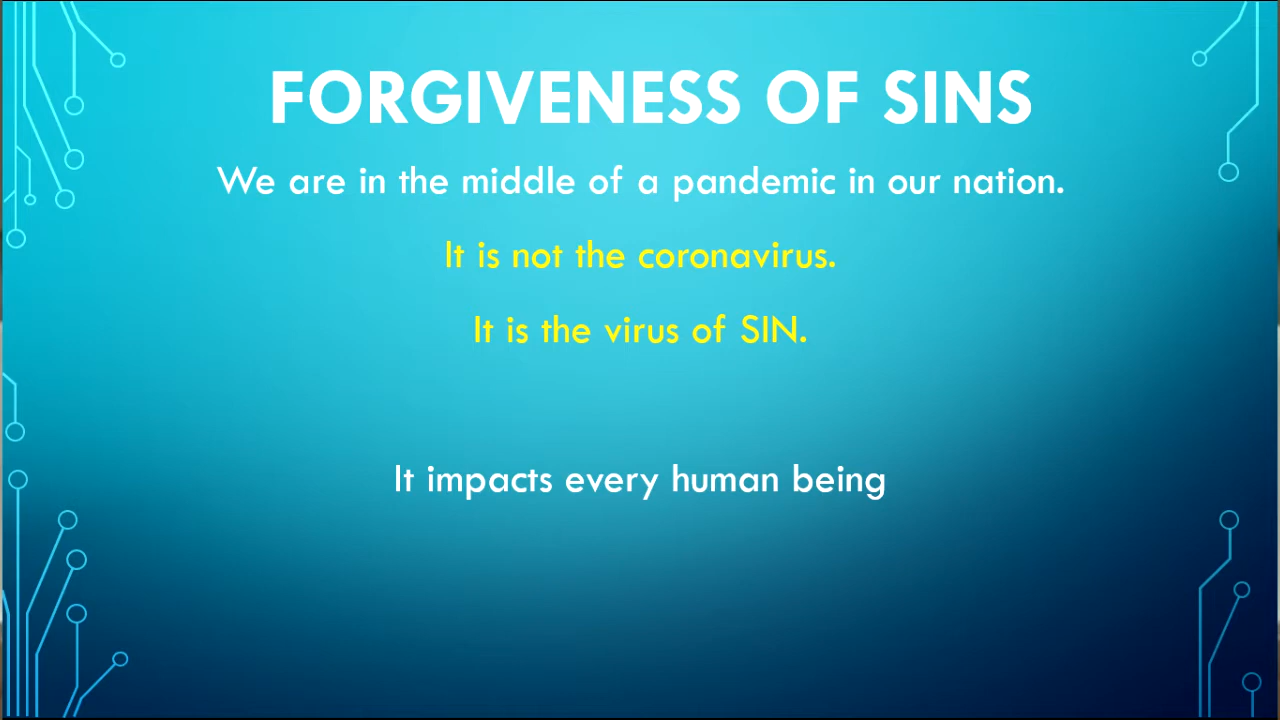 FORGIVENESS OF SINS
We are in the middle of a pandemic in our nation.
It is not the coronavirus.
It is the virus of SIN.
It impacts every human being